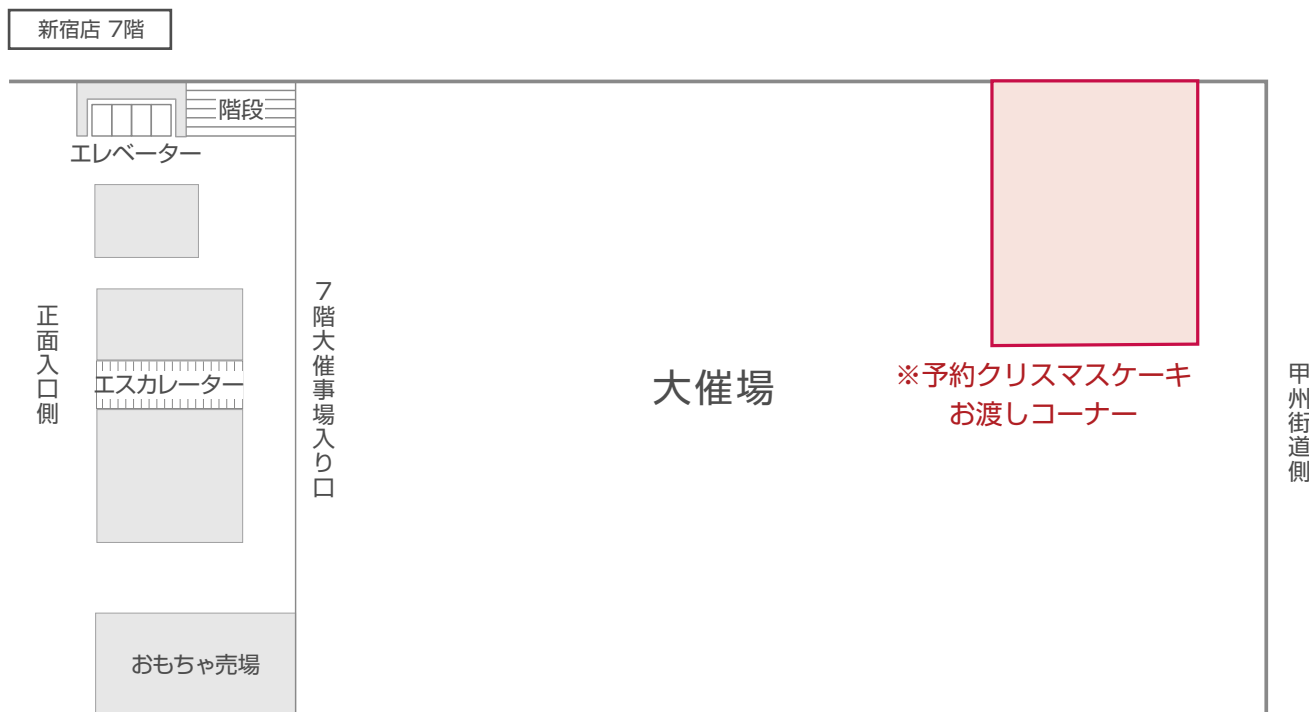 新宿店 7階
階段
エレベーター
正面入口側
エスカレーター
7階大催事場入り口
大催場
※予約クリスマスケーキ
お渡しコーナー
甲州街道側
おもちゃ売場